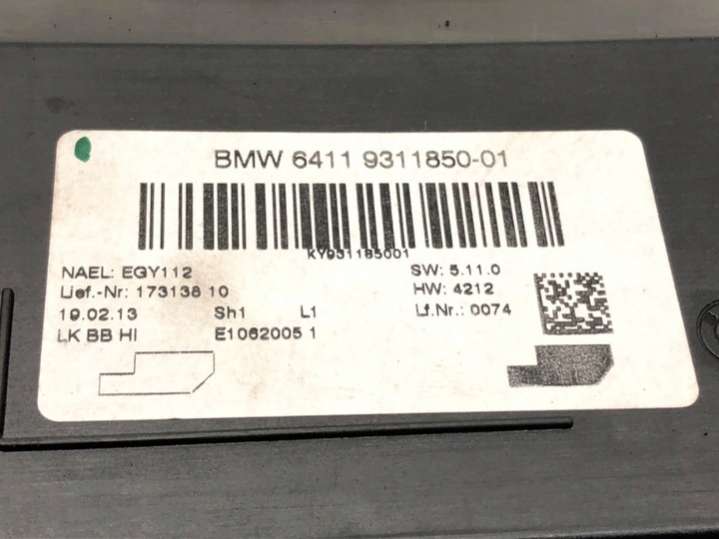 BMW 6411 9311850-01
KY931185001
NAEL: EGY112
Lief.-Nr: 173138 10
19.02.13 Sh1 L1
LK BB HI E1062005 1
SW: 5.11.0
HW: 4212
Lf.Nr.: 0074